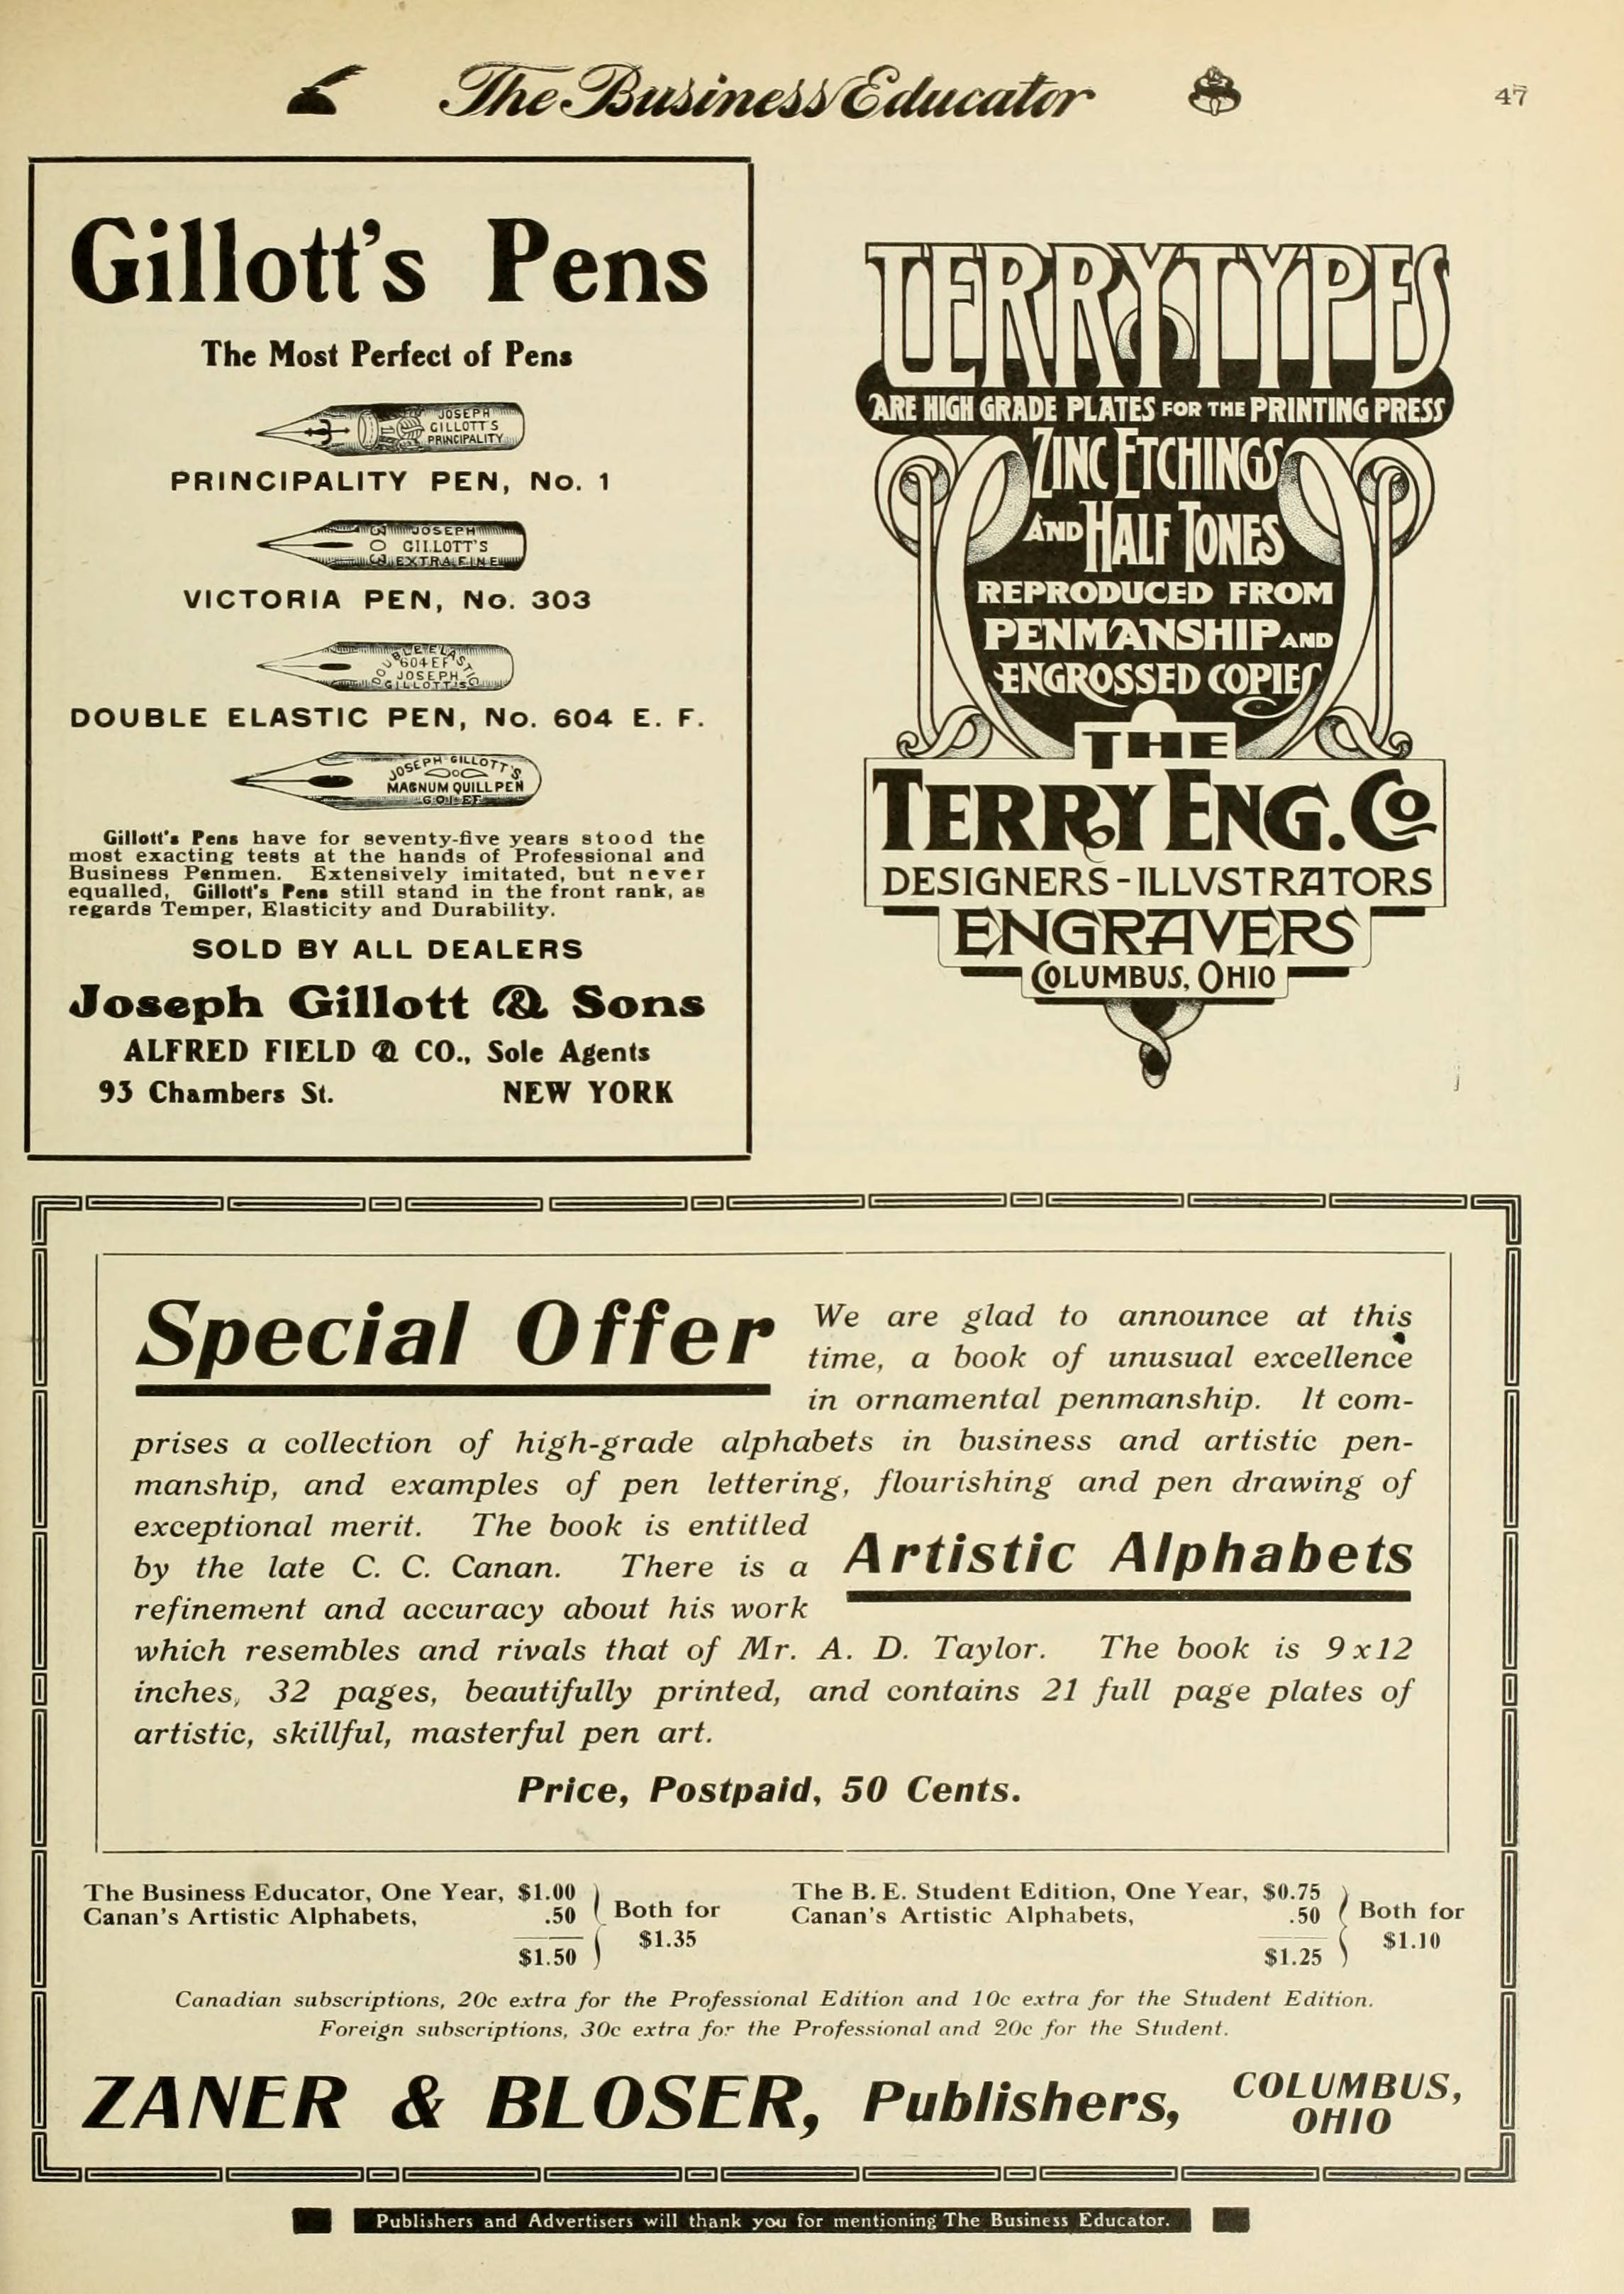 The Business Educator
47
Gillott's Pens
The Most Perfect of Pens
JOSEPH
GILLOTT'S
PRINCIPALITY
PRINCIPALITY PEN, No. 1
303
JOSEPH
GILLOTT'S
EXTRA FINE
VICTORIA PEN, No. 303
DOUBLE ELASTIC
604 EF
JOSEPH
GILLOTT'S
DOUBLE ELASTIC PEN, No. 604 E. F.
JOSEPH GILLOTT'S
MAGNUM QUILL PEN
601 EF
Gillott's Pens have for seventy-five years stood the
most exacting tests at the hands of Professional and
Business Penmen. Extensively imitated, but never
equalled, Gillott's Pens still stand in the front rank, as
regards Temper, Elasticity and Durability.
SOLD BY ALL DEALERS
Joseph Gillott & Sons
ALFRED FIELD & CO., Sole Agents
93 Chambers St. NEW YORK
TERRYTYPES
ARE HIGH GRADE PLATES FOR THE PRINTING PRESS
ZINC ETCHINGS
AND HALF TONES
REPRODUCED FROM
PENMANSHIP AND
ENGROSSED COPIES
THE
TERRY ENG. CO
DESIGNERS - ILLVSTRATORS
ENGRAVERS
COLUMBUS, OHIO
Special Offer
We are glad to announce at this
time, a book of unusual excellence
in ornamental penmanship. It com-
prises a collection of high-grade alphabets in business and artistic pen-
manship, and examples of pen lettering, flourishing and pen drawing of
exceptional merit. The book is entitled
Artistic Alphabets
by the late C. C. Canan. There is a
refinement and accuracy about his work
which resembles and rivals that of Mr. A. D. Taylor. The book is 9x12
inches, 32 pages, beautifully printed, and contains 21 full page plates of
artistic, skillful, masterful pen art.
Price, Postpaid, 50 Cents.
The Business Educator, One Year, $1.00
Canan's Artistic Alphabets, .50
$1.50
Both for
$1.35
The B. E. Student Edition, One Year, $0.75
Canan's Artistic Alphabets, .50
$1.25
Both for
$1.10
Canadian subscriptions, 20c extra for the Professional Edition and 10c extra for the Student Edition.
Foreign subscriptions, 30c extra for the Professional and 20c for the Student.
ZANER & BLOSER, Publishers, COLUMBUS,
OHIO
Publishers and Advertisers will thank you for mentioning The Business Educator.